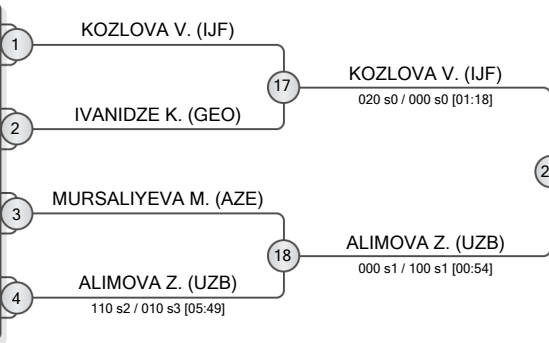 KOZLOVA V. (IJF)
1
17
KOZLOVA V. (IJF)
020 s0 / 000 s0 [01:18]
IVANIDZE K. (GEO)
2
MURSALIYEVA M. (AZE)
3
18
ALIMOVA Z. (UZB)
000 s1 / 100 s1 [00:54]
ALIMOVA Z. (UZB)
4
110 s2 / 010 s3 [05:49]